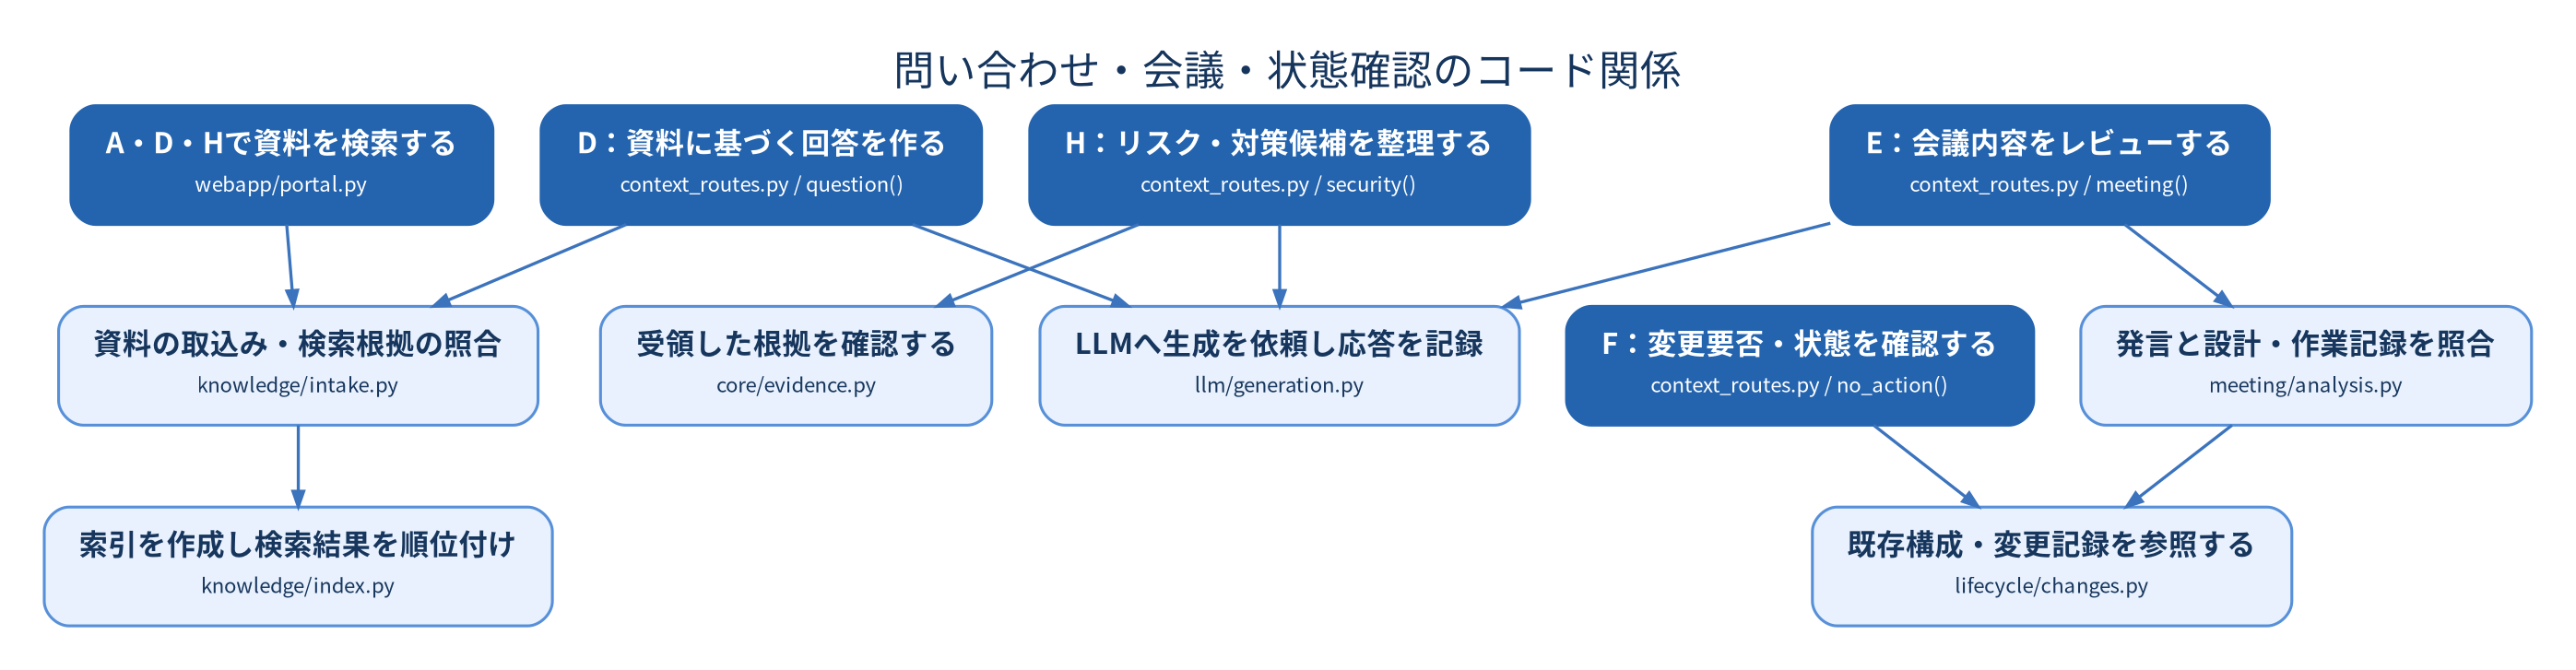 問い合わせ・会議・状態確認のコード関係
A・D・Hで資料を検索する
webapp/portal.py
D：資料に基づく回答を作る
context_routes.py / question()
H：リスク・対策候補を整理する
context_routes.py / security()
E：会議内容をレビューする
context_routes.py / meeting()
資料の取込み・検索根拠の照合
knowledge/intake.py
受領した根拠を確認する
core/evidence.py
LLMへ生成を依頼し応答を記録
llm/generation.py
F：変更要否・状態を確認する
context_routes.py / no_action()
発言と設計・作業記録を照合
meeting/analysis.py
索引を作成し検索結果を順位付け
knowledge/index.py
既存構成・変更記録を参照する
lifecycle/changes.py